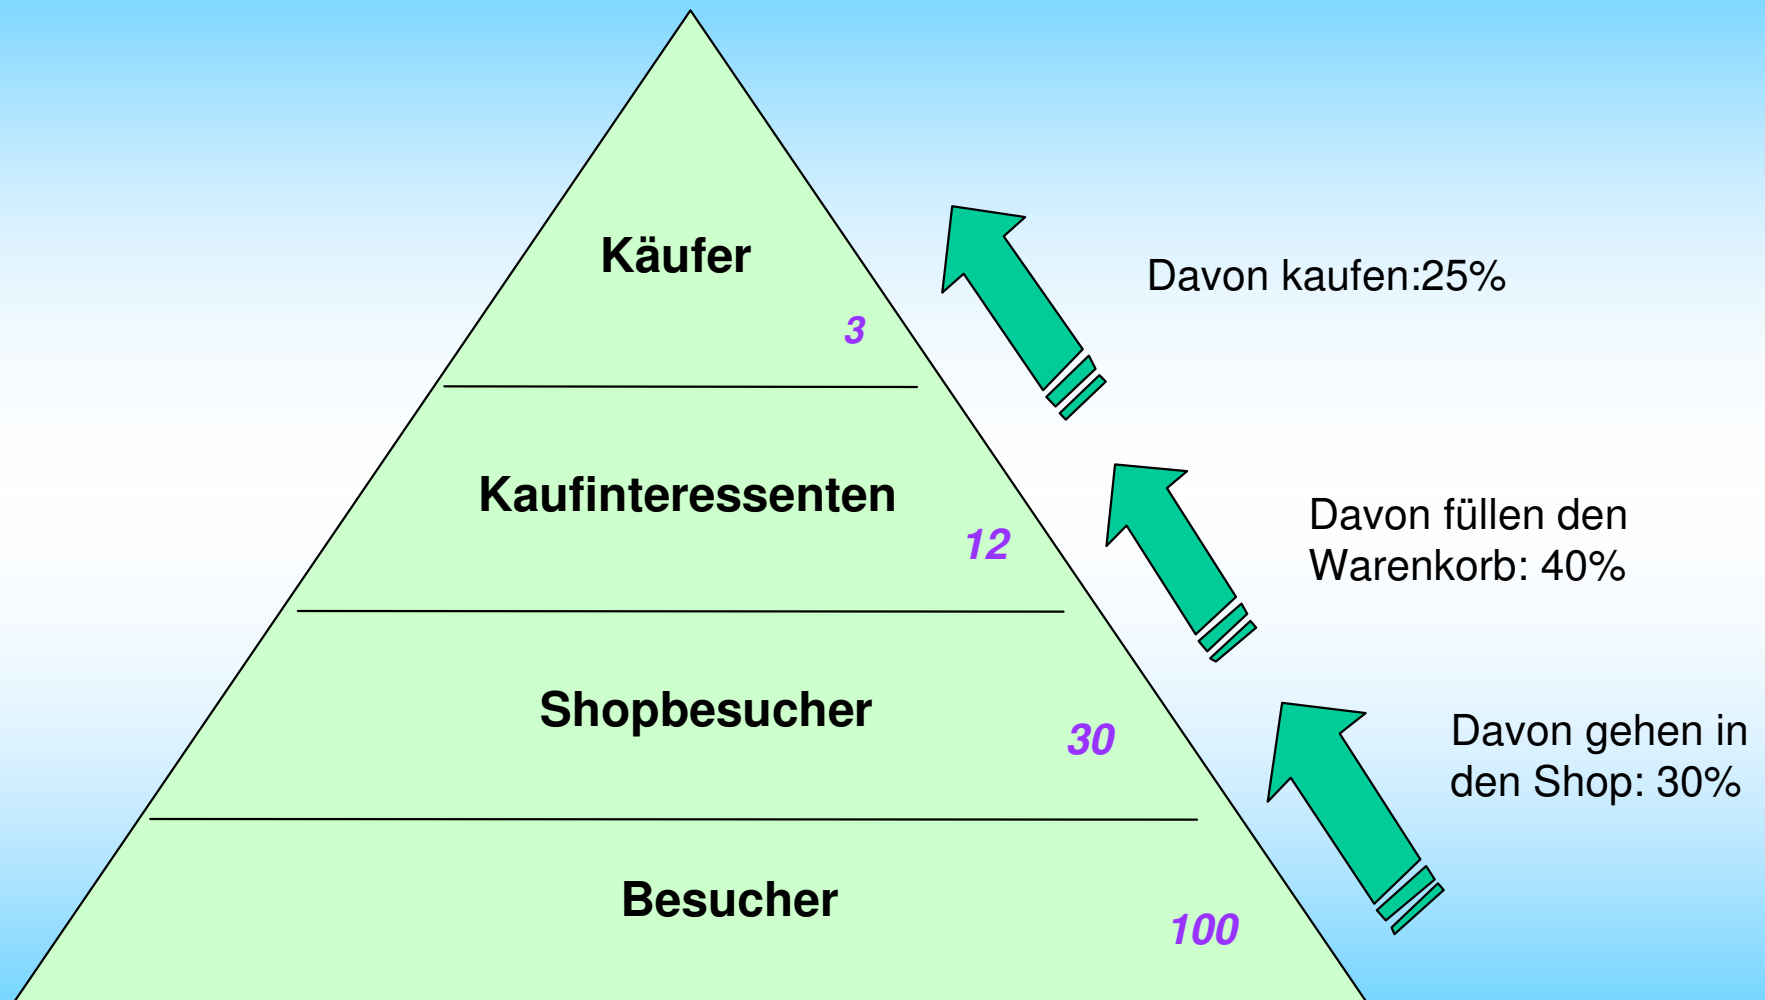 Käufer
3
Davon kaufen:25%
Kaufinteressenten
12
Davon füllen den
Warenkorb: 40%
Shopbesucher
30
Davon gehen in
den Shop: 30%
Besucher
100